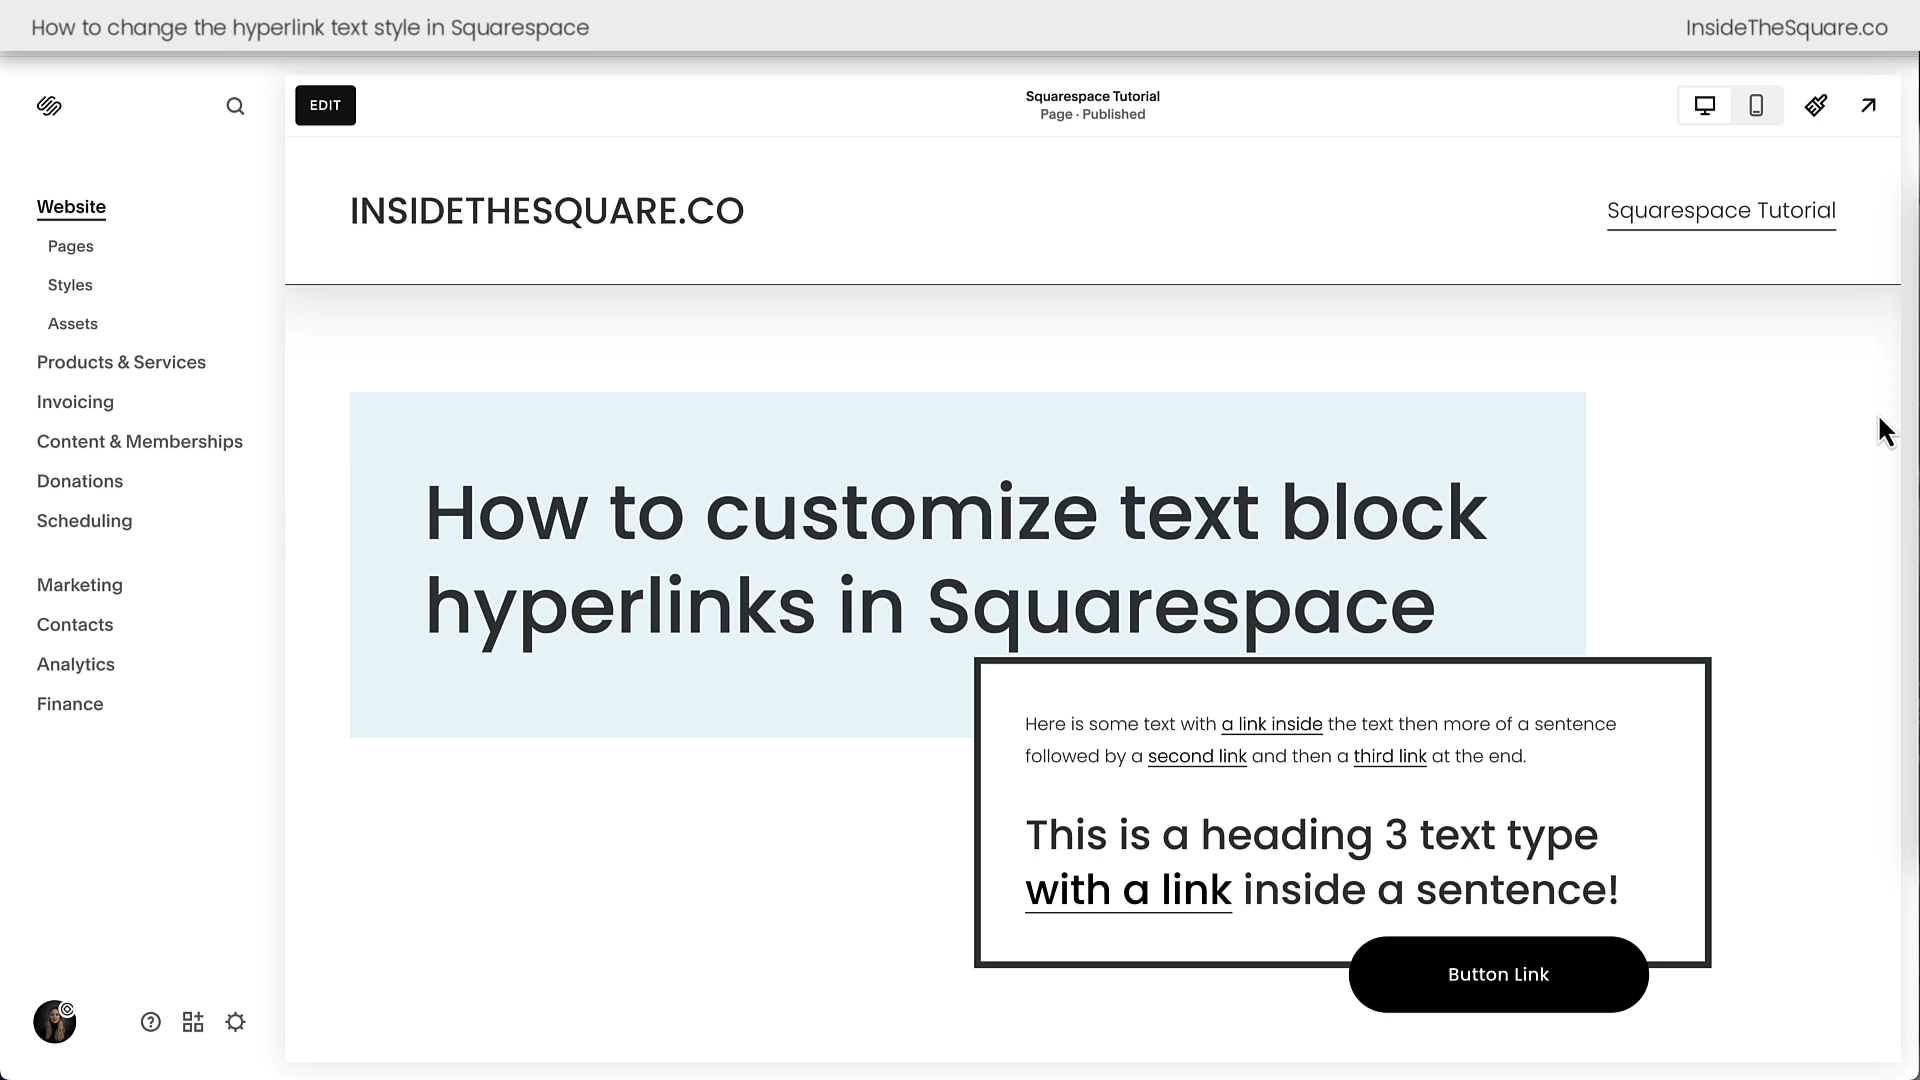 How to change the hyperlink text style in Squarespace
InsideTheSquare.co
EDIT
Squarespace Tutorial
Page · Published
Website
Pages
Styles
Assets
Products & Services
Invoicing
Content & Memberships
Donations
Scheduling
Marketing
Contacts
Analytics
Finance
INSIDETHESQUARE.CO
Squarespace Tutorial
How to customize text block
hyperlinks in Squarespace
Here is some text with a link inside the text then more of a sentence
followed by a second link and then a third link at the end.
This is a heading 3 text type
with a link inside a sentence!
Button Link